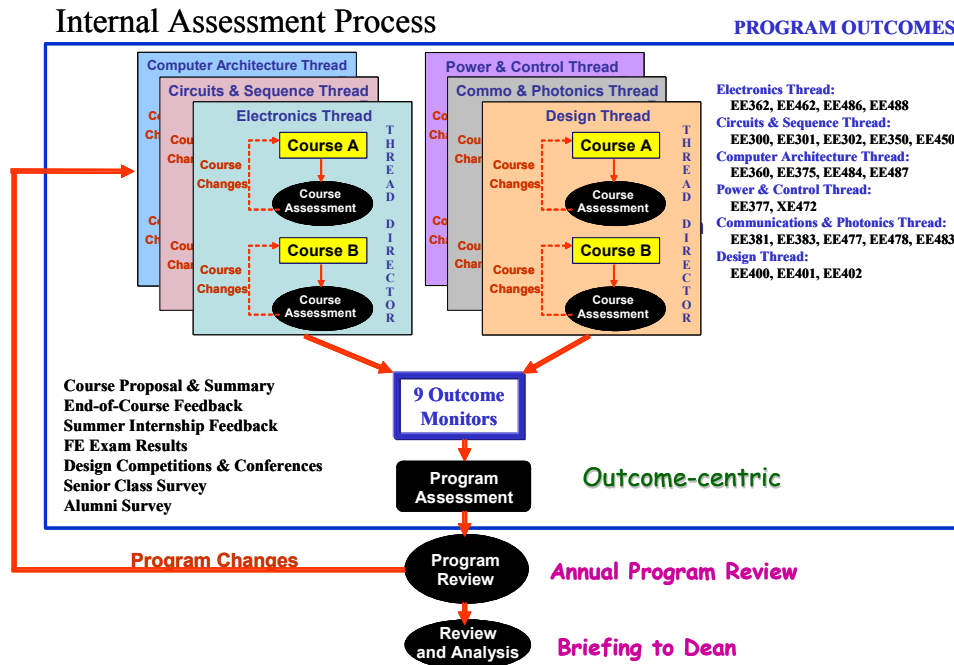 Internal Assessment Process
PROGRAM OUTCOMES
Computer Architecture Thread
Circuits & Sequence Thread
Electronics Thread
Changes
Cou
Chan
Changes
Cou
Chan
Course
Changes
Course A
Course
Assessment
Course
Changes
Course B
Course
Assessment
THREAD DIRECTOR
Power & Control Thread
Commo & Photonics Thread
Design Thread
Course
Changes
Course A
Course
Assessment
Course
Changes
Course B
Course
Assessment
THREAD DIRECTOR
Electronics Thread:
EE362, EE462, EE486, EE488
Circuits & Sequence Thread:
EE300, EE301, EE302, EE350, EE450
Computer Architecture Thread:
EE360, EE375, EE484, EE487
Power & Control Thread:
EE377, XE472
Communications & Photonics Thread:
EE381, EE383, EE477, EE478, EE483
Design Thread:
EE400, EE401, EE402
Course Proposal & Summary
End-of-Course Feedback
Summer Internship Feedback
FE Exam Results
Design Competitions & Conferences
Senior Class Survey
Alumni Survey
9 Outcome
Monitors
Program
Assessment
Outcome-centric
Program Changes
Program
Review
Annual Program Review
Review
and Analysis
Briefing to Dean